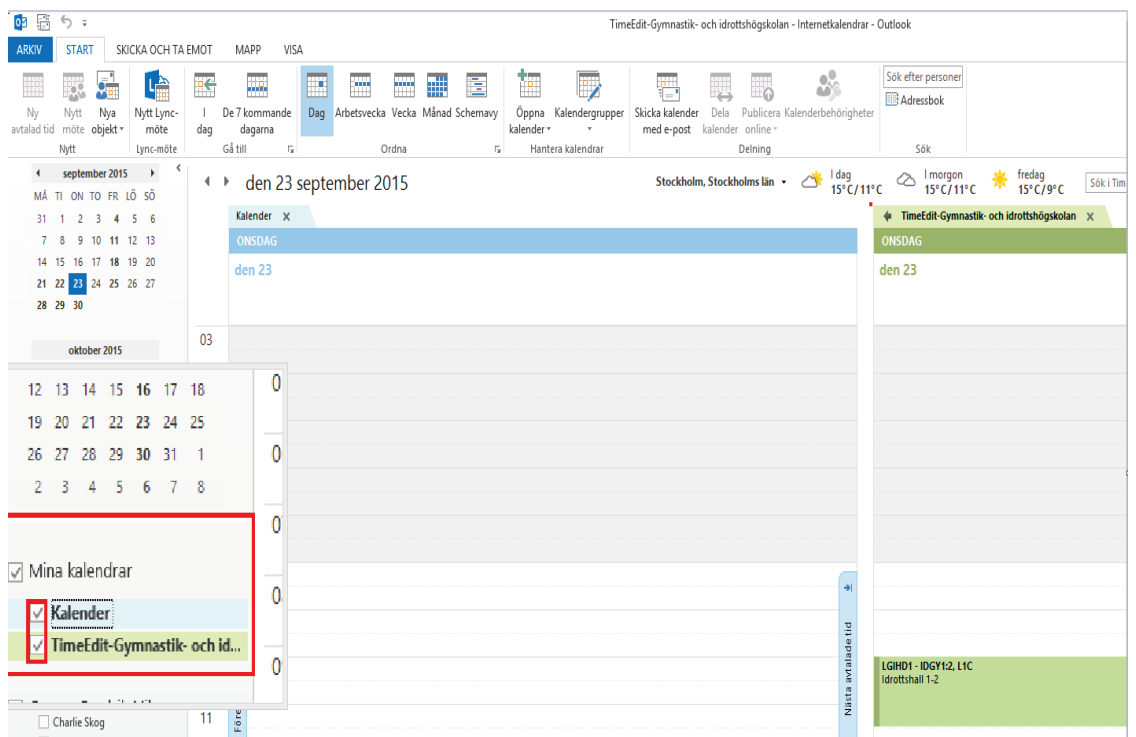 TimeEdit-Gymnastik- och idrottshögskolan - Internetkalendrar - Outlook
ARKIV START SKICKA OCH TA EMOT MAPP VISA
Ny avtalad tid
Nytt möte
Nya objekt
Nytt Lync-möte
I dag
De 7 kommande dagarna
Dag
Arbetsvecka
Vecka
Månad
Schemavy
Öppna kalender
Kalendergrupper
Skicka kalender med e-post
Dela kalender
Publicera online
Kalenderbehörigheter
Sök efter personer
Adressbok
Nytt
Lync-möte
Gå till
Ordna
Hantera kalendrar
Delning
Sök
september 2015
MÅ TI ON TO FR LÖ SÖ
31 1 2 3 4 5 6
7 8 9 10 11 12 13
14 15 16 17 18 19 20
21 22 23 24 25 26 27
28 29 30
oktober 2015
12 13 14 15 16 17 18
19 20 21 22 23 24 25
26 27 28 29 30 31 1
2 3 4 5 6 7 8
Mina kalendrar
Kalender
TimeEdit-Gymnastik- och id...
Charlie Skog
den 23 september 2015
Stockholm, Stockholms län
I dag
15°C/11°C
I morgon
15°C/11°C
fredag
15°C/9°C
Sök i Tim
Kalender
ONSDAG
den 23
03
11
Nästa avtalade tid
TimeEdit-Gymnastik- och idrottshögskolan
ONSDAG
den 23
LGIHD1 - IDGY1:2, L1C
Idrottshall 1-2